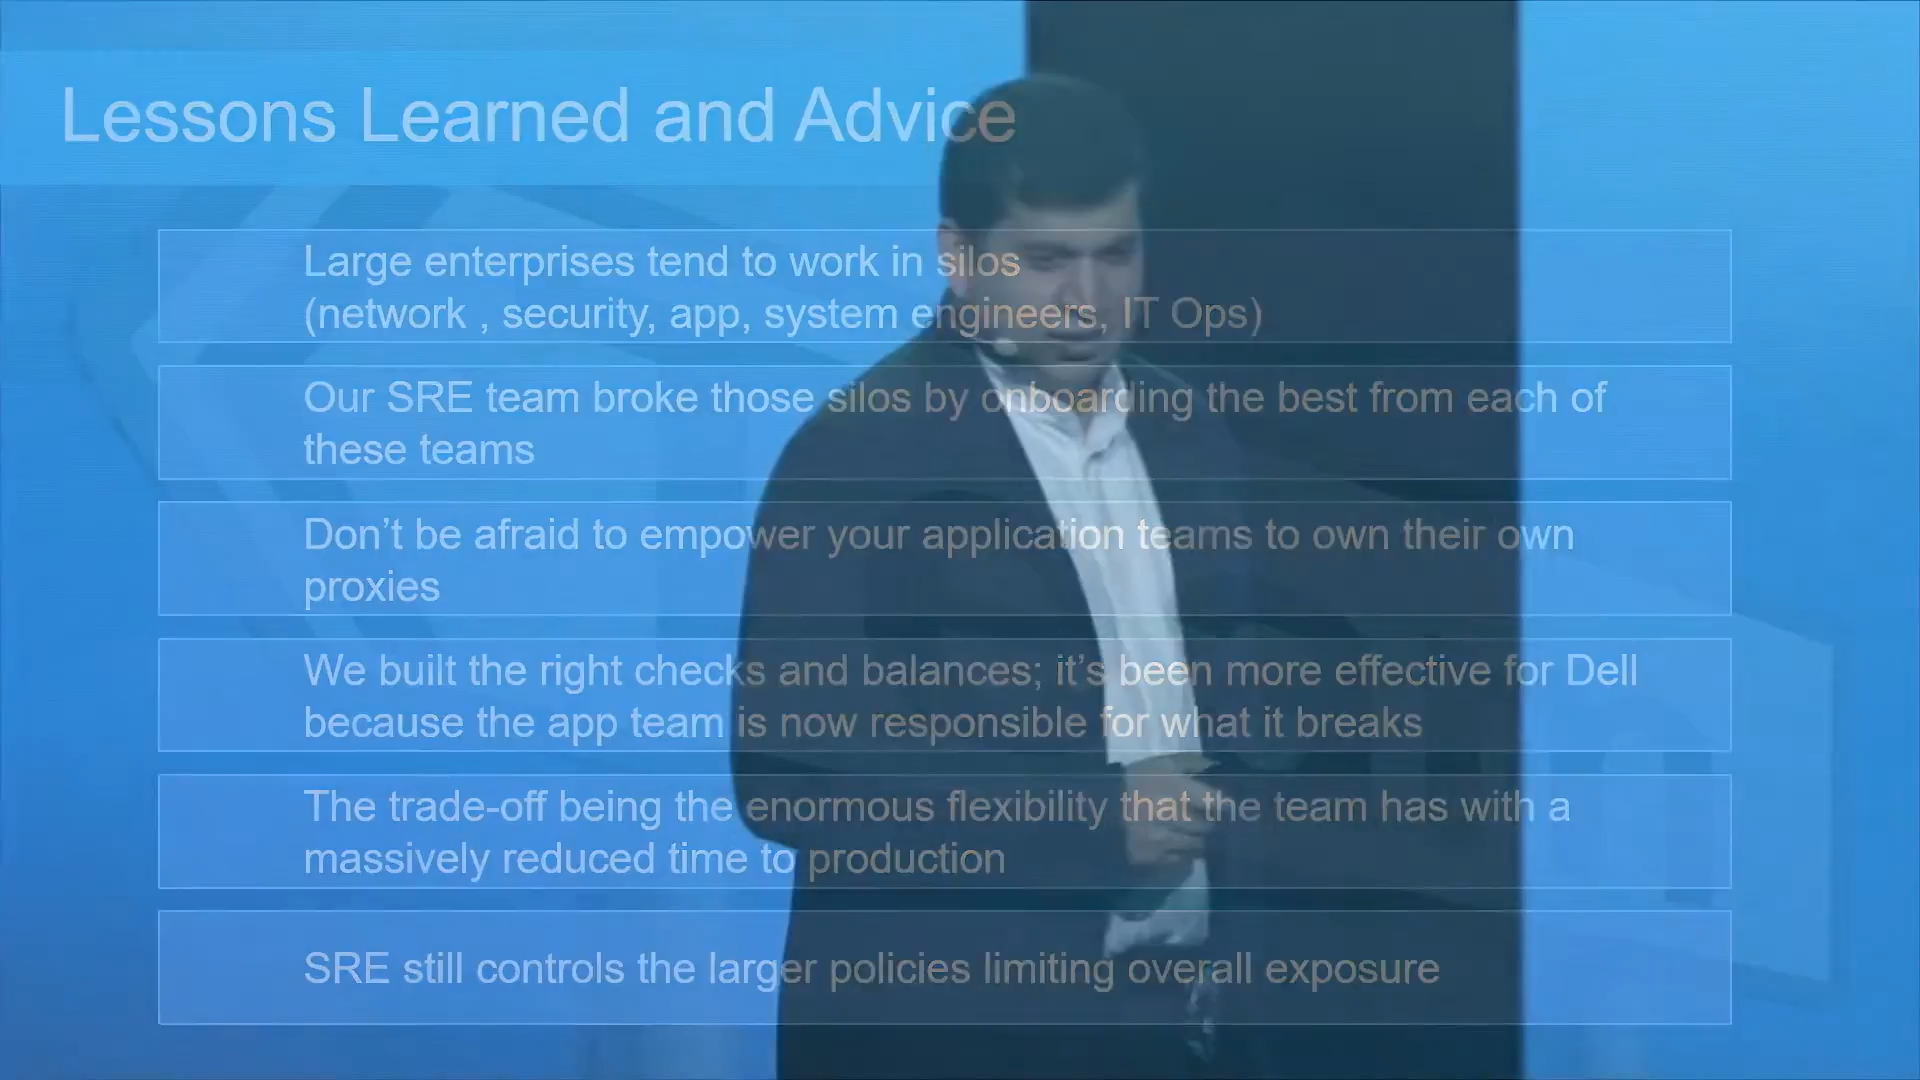 Lessons Learned and Advice
Large enterprises tend to work in silos
(network , security, app, system engineers, IT Ops)
Our SRE team broke those silos by onboarding the best from each of
these teams
Don’t be afraid to empower your application teams to own their own
proxies
We built the right checks and balances; it’s been more effective for Dell
because the app team is now responsible for what it breaks
The trade-off being the enormous flexibility that the team has with a
massively reduced time to production
SRE still controls the larger policies limiting overall exposure